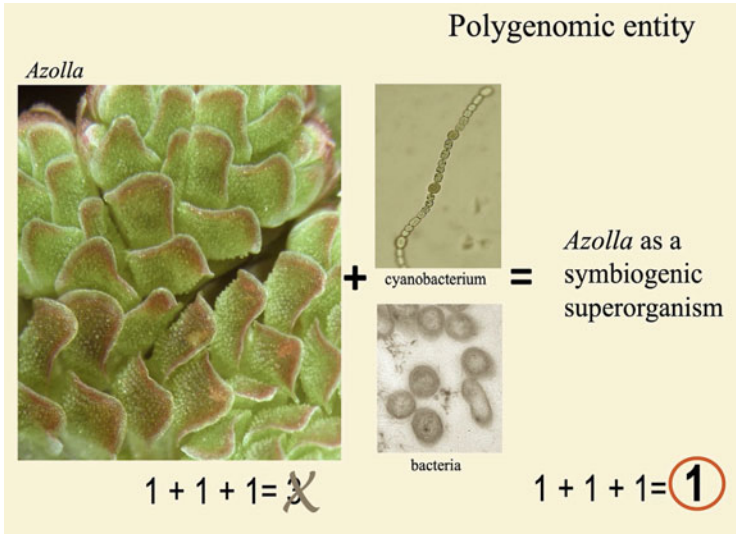 Polygenomic entity
Azolla
+
cyanobacterium
=
Azolla as a
symbiogenic
superorganism
bacteria
1 + 1 + 1= 3
1 + 1 + 1= 1